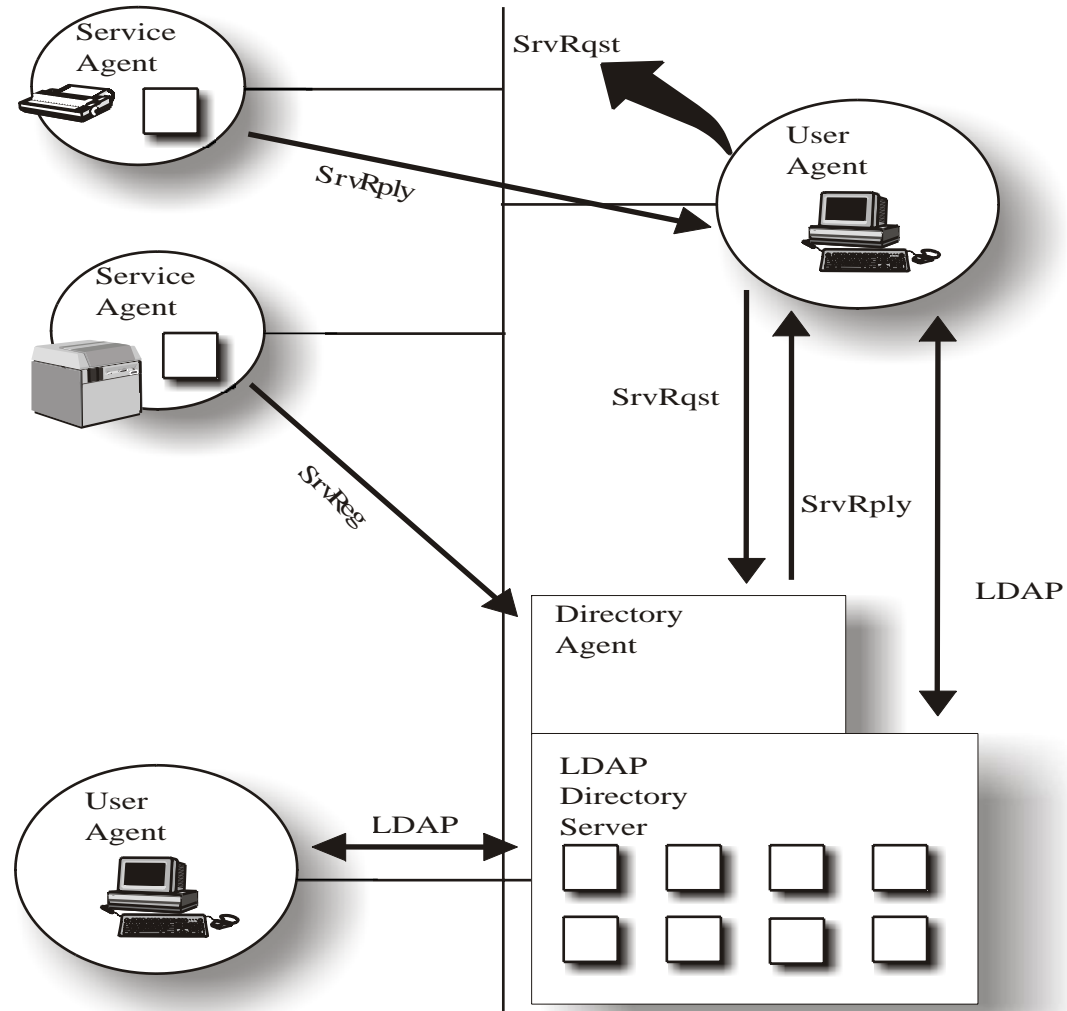 Service
Agent
SrvRqst
User
Agent
SrvRply
Service
Agent
SrvRqst
SrvReg
SrvRply
LDAP
Directory
Agent
LDAP
Directory
Server
User
Agent
LDAP